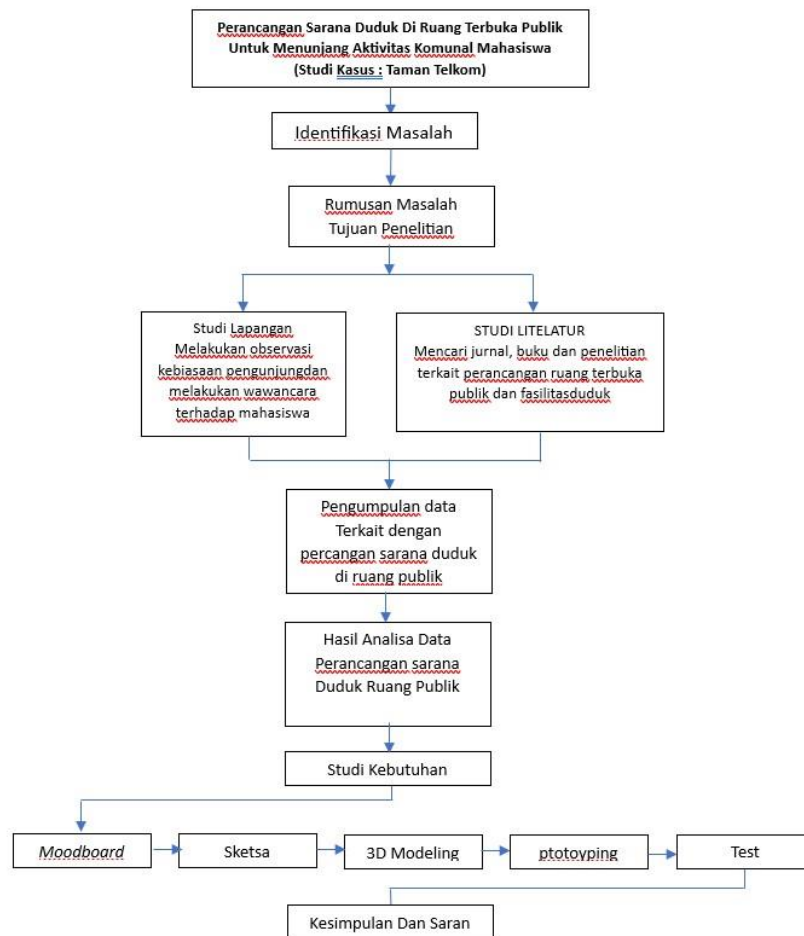 Perancangan Sarana Duduk Di Ruang Terbuka Publik
Untuk Menunjang Aktivitas Komunal Mahasiswa
(Studi Kasus : Taman Telkom)
Identifikasi Masalah
Rumusan Masalah
Tujuan Penelitian
Studi Lapangan
Melakukan observasi
kebiasaan pengunjungdan
melakukan wawancara
terhadap mahasiswa
STUDI LITELATUR
Mencari jurnal, buku dan penelitian
terkait perancangan ruang terbuka
publik dan fasilitasduduk
Pengumpulan data
Terkait dengan
percangan sarana duduk
di ruang publik
Hasil Analisa Data
Perancangan sarana
Duduk Ruang Publik
Studi Kebutuhan
Moodboard
Sketsa
3D Modeling
ptotoyping
Test
Kesimpulan Dan Saran